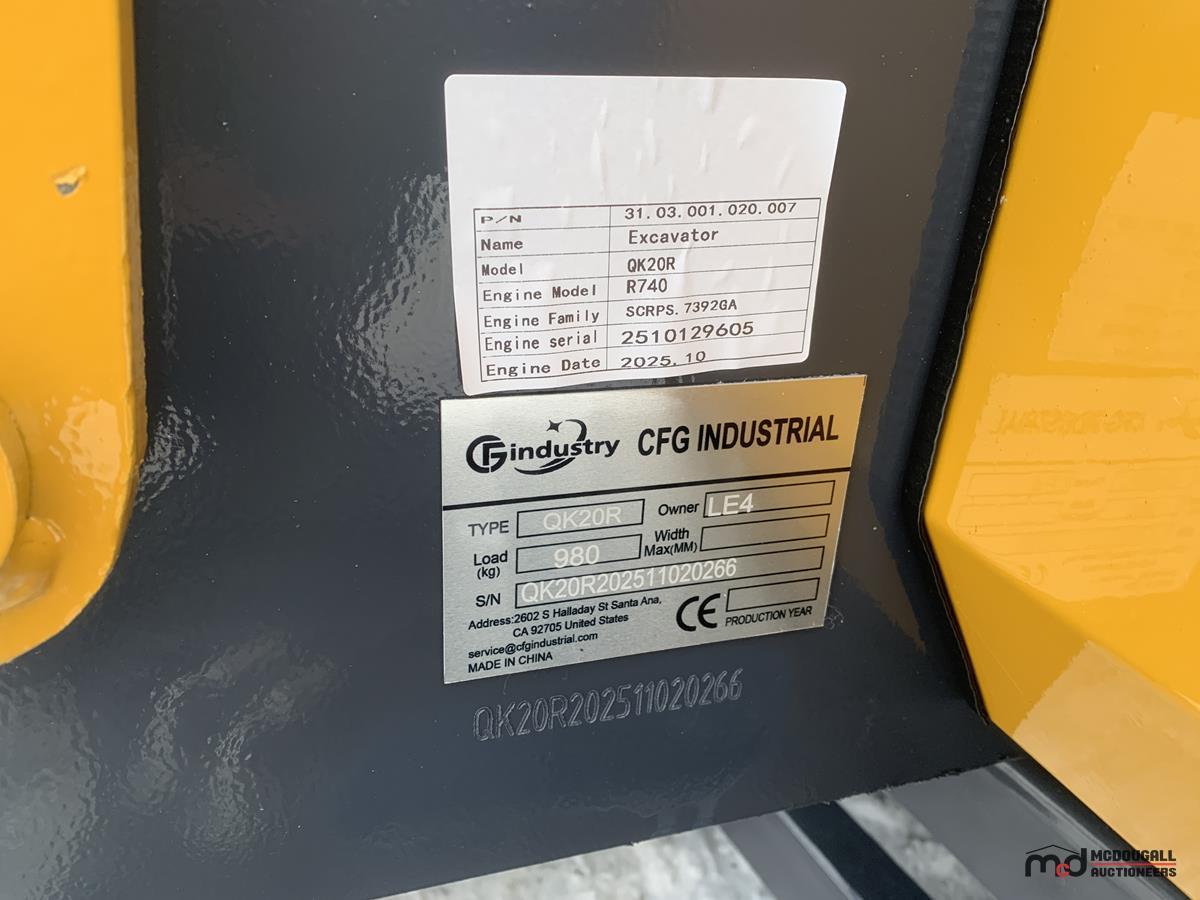 P/N 31.03.001.020.007
Name Excavator
Model QK20R
Engine Model R740
Engine Family SCRPS.7392GA
Engine serial 2510129605
Engine Date 2025.10
CFG industry CFG INDUSTRIAL
TYPE QK20R Owner LE4
Load (kg) 980 Width Max(MM)
S/N QK20R202511020266
Address:2602 S Halladay St Santa Ana,
CA 92705 United States
service@cfgindustrial.com
MADE IN CHINA
CE PRODUCTION YEAR
QK20R202511020266
mcd MCDOUGALL
AUCTIONEERS